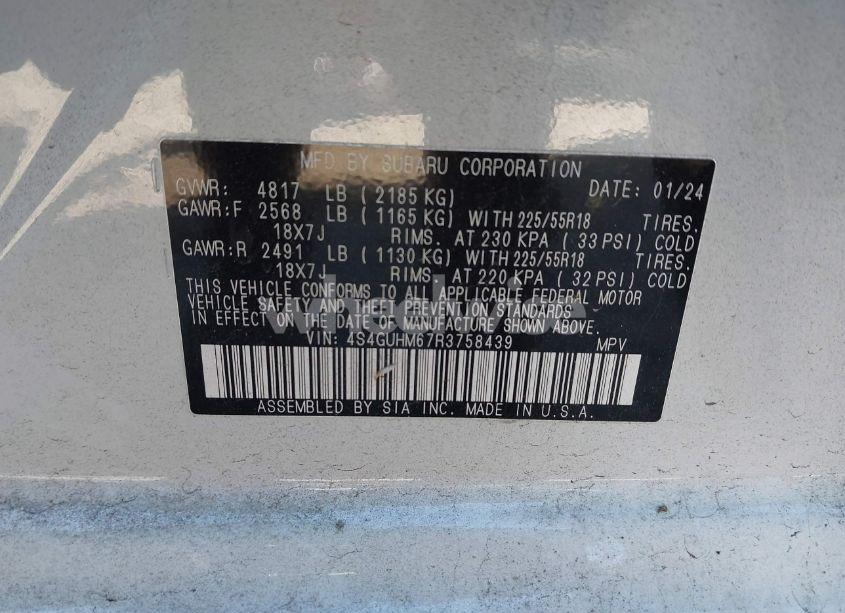 MFD BY SUBARU CORPORATION
GVWR: 4817 LB ( 2185 KG) DATE: 01/24
GAWR:F 2568 LB ( 1165 KG) WITH 225/55R18 TIRES.
18X7J RIMS. AT 230 KPA ( 33 PSI) COLD
GAWR:R 2491 LB ( 1130 KG) WITH 225/55R18 TIRES.
18X7J RIMS. AT 220 KPA ( 32 PSI) COLD
THIS VEHICLE CONFORMS TO ALL APPLICABLE FEDERAL MOTOR
VEHICLE SAFETY AND THEFT PREVENTION STANDARDS
IN EFFECT ON THE DATE OF MANUFACTURE SHOWN ABOVE.
VIN: 4S4GUHM67R3758439 MPV
ASSEMBLED BY SIA INC. MADE IN U.S.A.